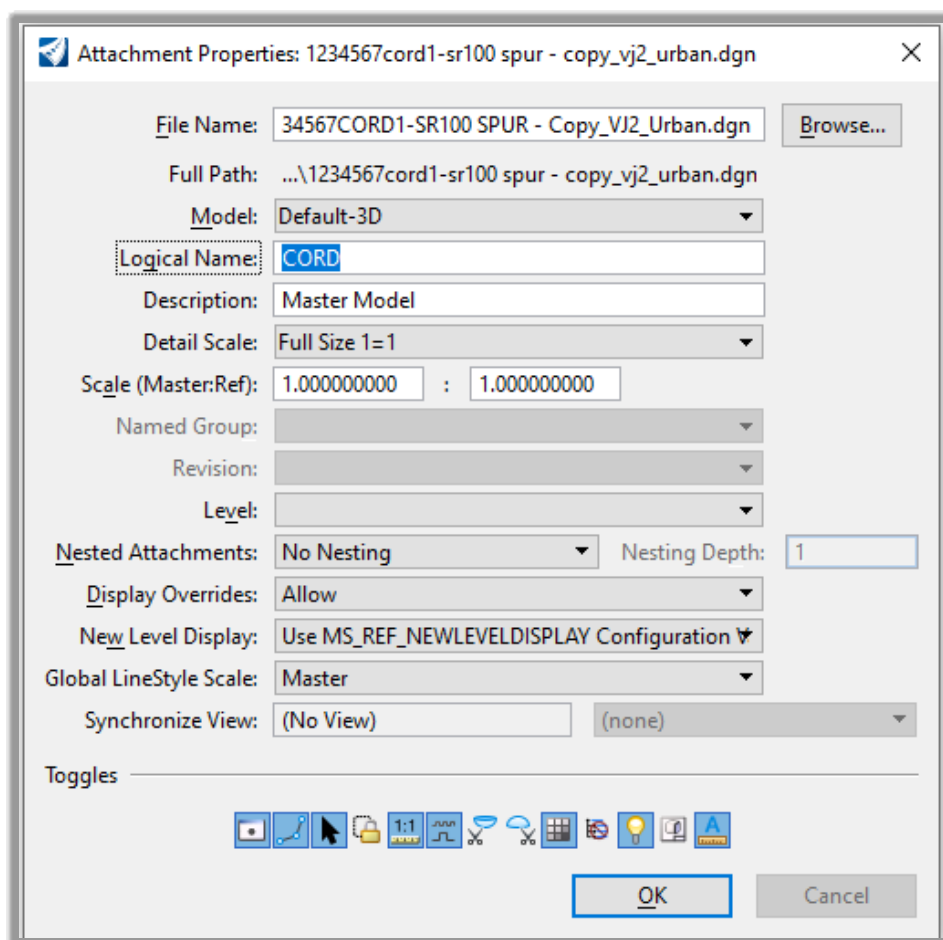 Attachment Properties: 1234567cord1-sr100 spur - copy_vj2_urban.dgn
File Name: 34567CORD1-SR100 SPUR - Copy_VJ2_Urban.dgn Browse...
Full Path: ...\1234567cord1-sr100 spur - copy_vj2_urban.dgn
Model: Default-3D
Logical Name: CORD
Description: Master Model
Detail Scale: Full Size 1=1
Scale (Master:Ref): 1.000000000 : 1.000000000
Named Group:
Revision:
Level:
Nested Attachments: No Nesting Nesting Depth: 1
Display Overrides: Allow
New Level Display: Use MS_REF_NEWLEVELDISPLAY Configuration V
Global LineStyle Scale: Master
Synchronize View: (No View) (none)
Toggles
1:1 A
OK Cancel